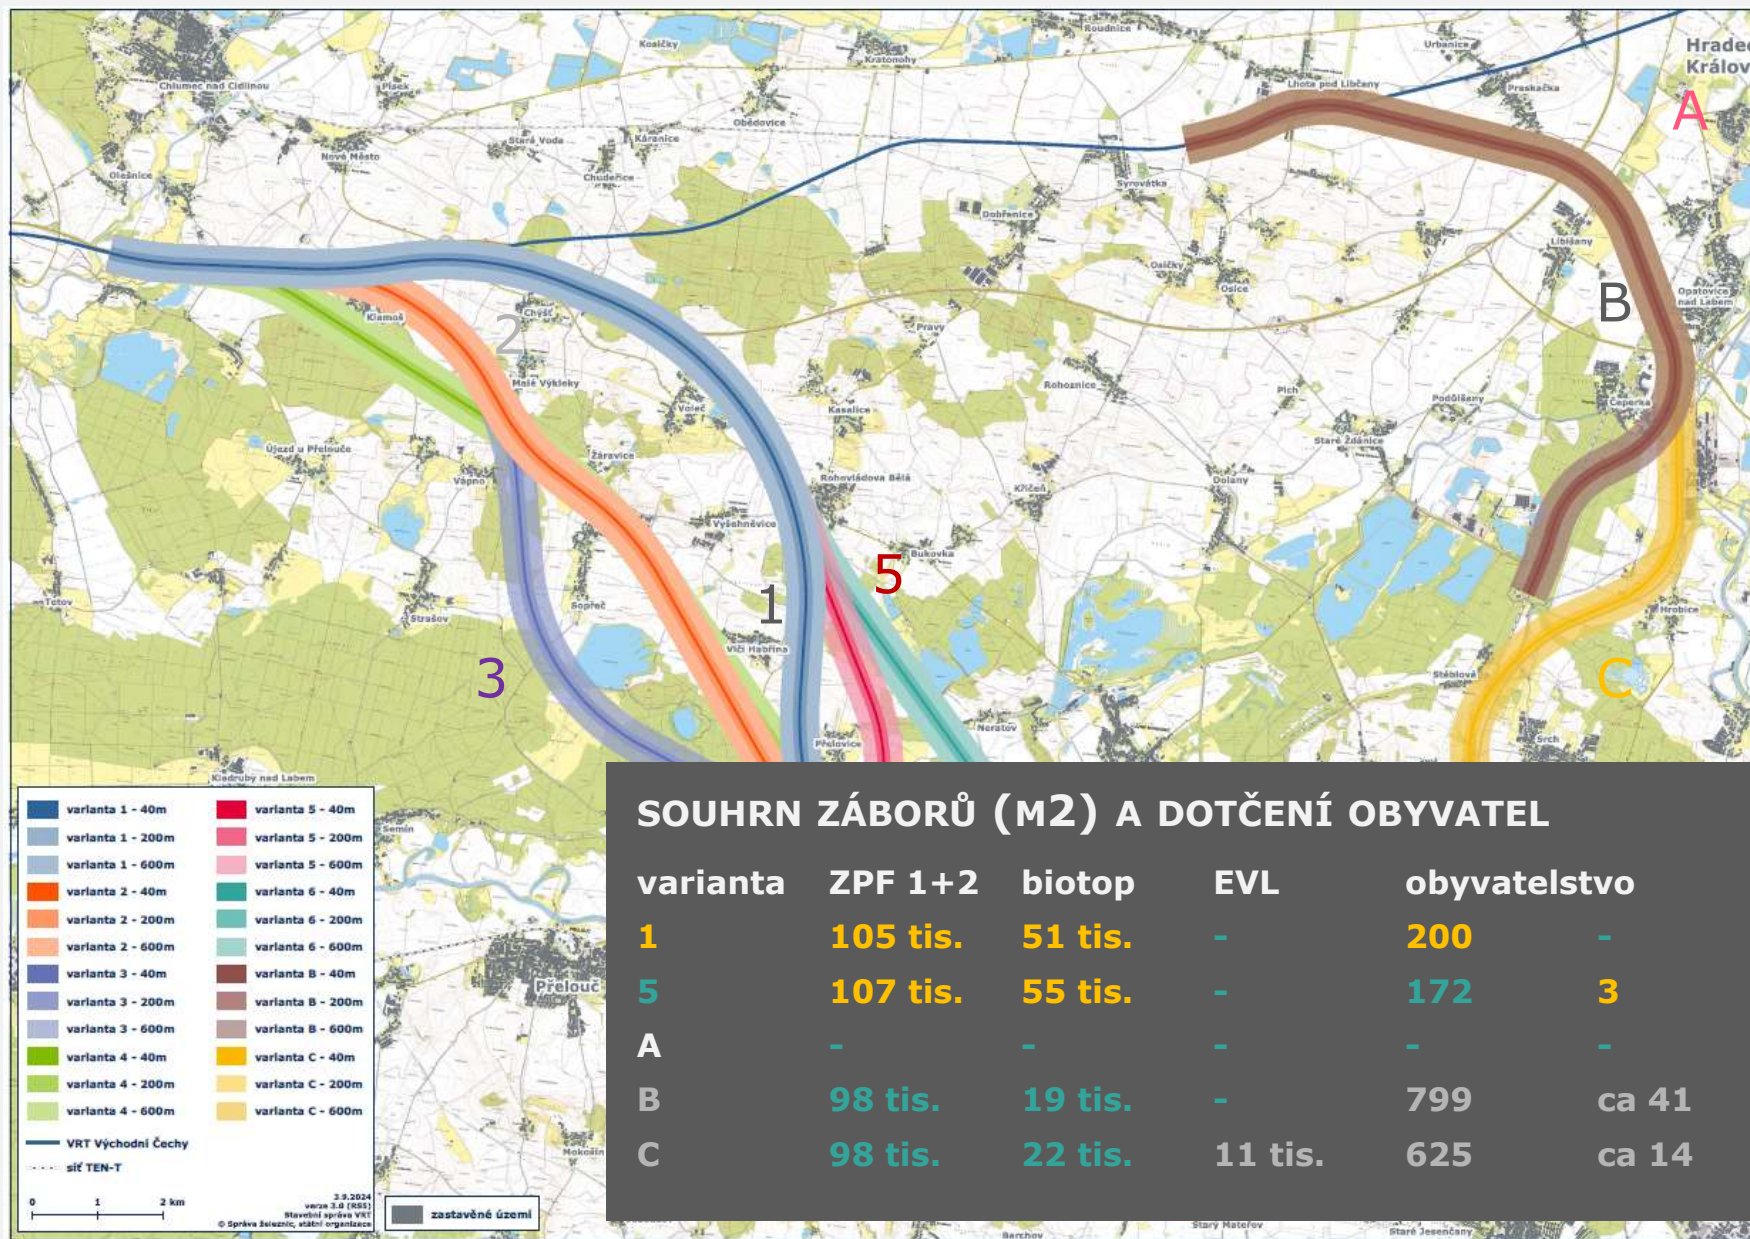 Roudnice
Kosičky
Kratonohy
Urbanice
Hradec
Králov
Chlumec nad Cidlinou
Písek
Lhota pod Libčany
Praskačka
A
Obědovice
Nové Město
Stará Voda
Káranice
Olešnice
Chudeřice
Syrovátka
Dobřenice
Libišany
Osičky
Osice
Opatovice
nad Labem
B
Klamoš
Chýšť
2
Pravy
Malé Výkleky
Rohoznice
Plch
Podůlšany
Čeperka
Voleč
Kasalice
Staré Ždánice
Újezd u Přelouče
Vápno
Žáravice
Rohovládova Bělá
Křičeň
Dolany
Vyšehněvice
Bukovka
5
Tetov
Strašov
Sopřeč
1
Hrobice
Vlčí Habřina
3
Stéblová
C
Neratov
Přelovice
Srch
Kladruby nad Labem
Semín
Přelouč
Mokošín
varianta 1 - 40m
varianta 1 - 200m
varianta 1 - 600m
varianta 2 - 40m
varianta 2 - 200m
varianta 2 - 600m
varianta 3 - 40m
varianta 3 - 200m
varianta 3 - 600m
varianta 4 - 40m
varianta 4 - 200m
varianta 4 - 600m
varianta 5 - 40m
varianta 5 - 200m
varianta 5 - 600m
varianta 6 - 40m
varianta 6 - 200m
varianta 6 - 600m
varianta B - 40m
varianta B - 200m
varianta B - 600m
varianta C - 40m
varianta C - 200m
varianta C - 600m
VRT Východní Čechy
síť TEN-T
0 1 2 km
3.9.2024
verze 3.0 (RS5)
Stavební správa VRT
© Správa železnic, státní organizace
zastavěné území
SOUHRN ZÁBORŮ (M2) A DOTČENÍ OBYVATEL
varianta ZPF 1+2 biotop EVL obyvatelstvo
1 105 tis. 51 tis. - 200 -
5 107 tis. 55 tis. - 172 3
A - - - - -
B 98 tis. 19 tis. - 799 ca 41
C 98 tis. 22 tis. 11 tis. 625 ca 14
Barchov
Starý Mateřov
Staré Jesenčany